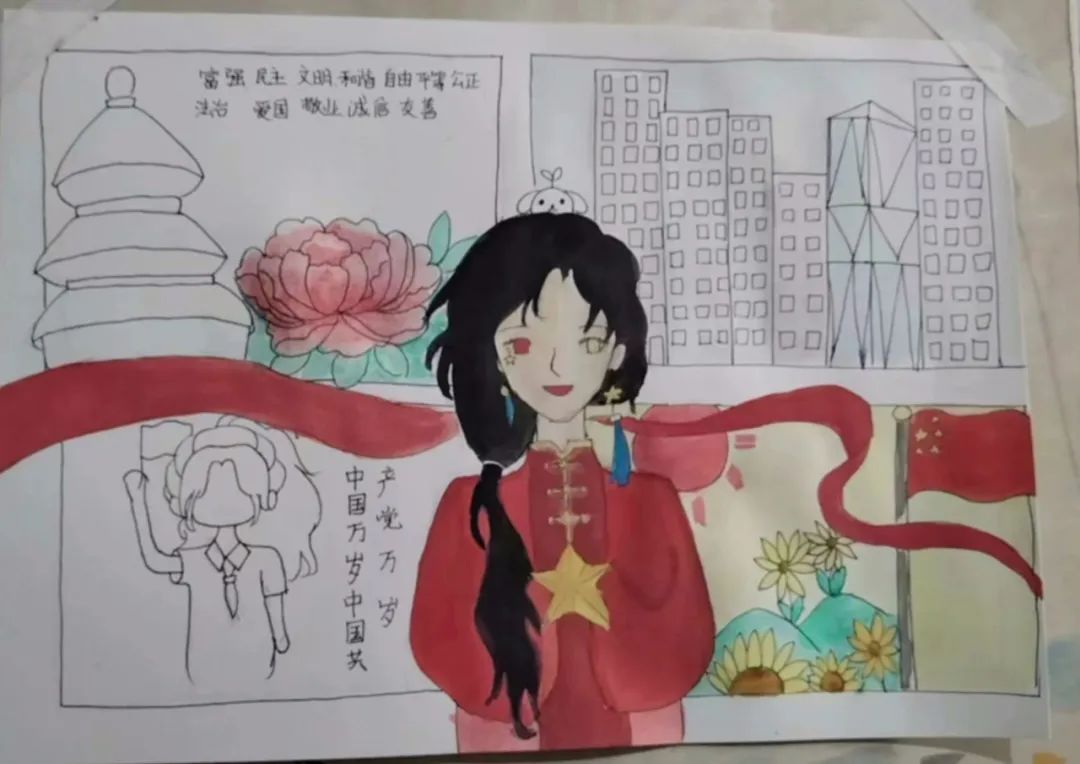 富强 民主 文明 和谐 自由 平等 公正
法治 爱国 敬业 诚信 友善
中国万岁中国共
产党万岁